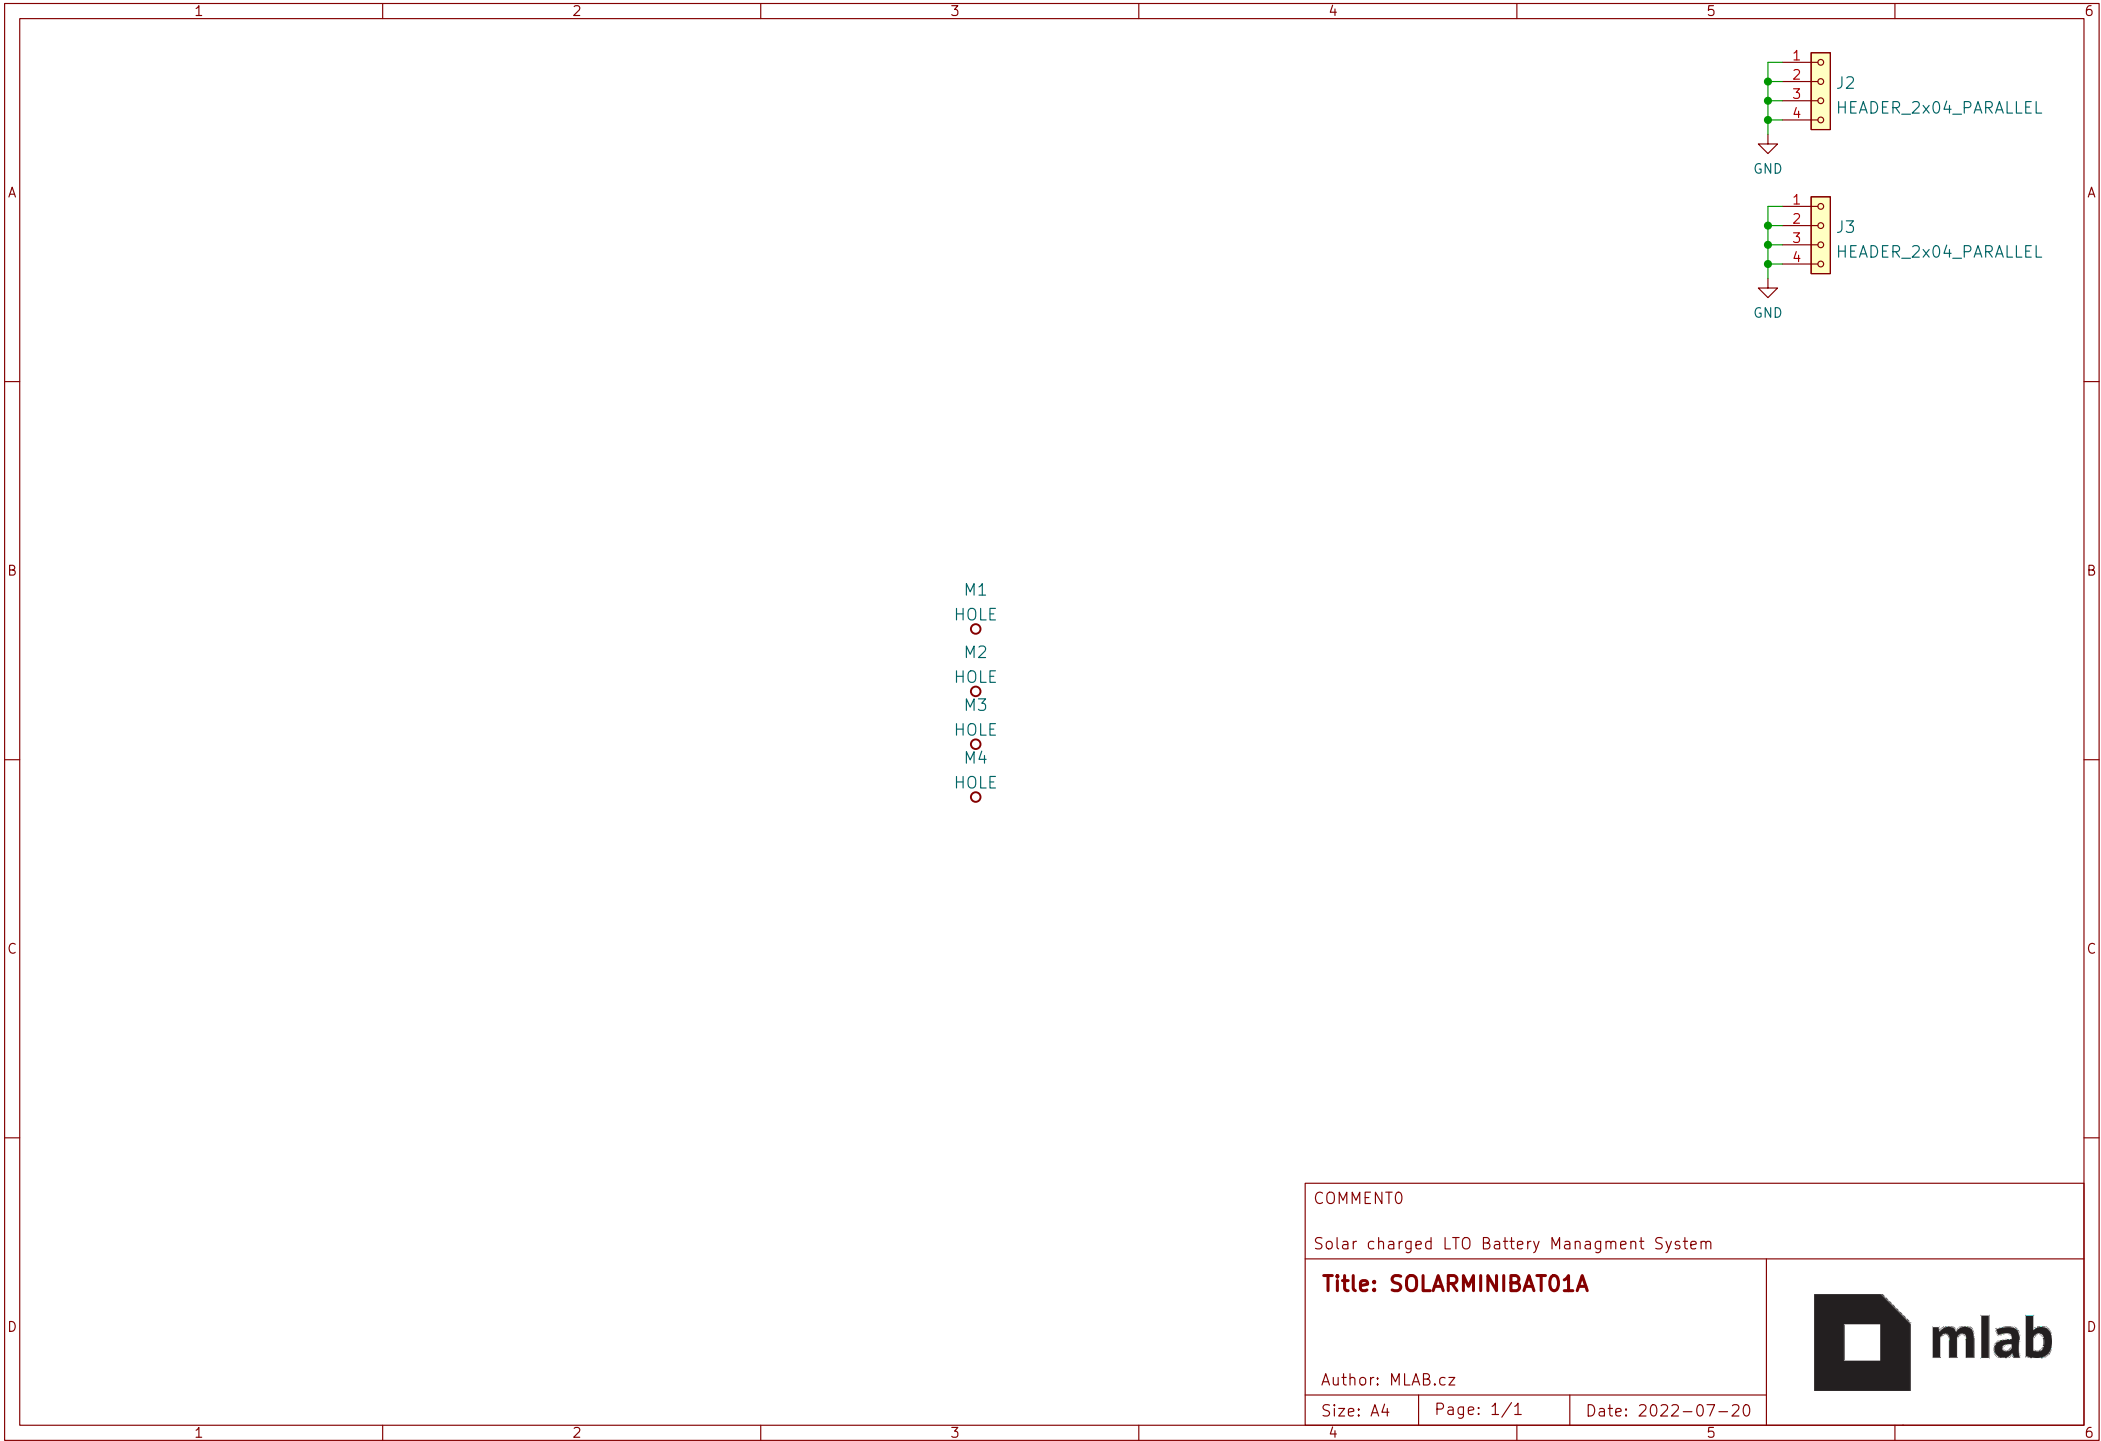 1 2 3 4 5 6
1
2
3
4
J2
HEADER_2x04_PARALLEL
GND
A A
1
2
3
4
J3
HEADER_2x04_PARALLEL
GND
B B
M1
HOLE
M2
HOLE
M3
HOLE
M4
HOLE
C C
COMMENT0
Solar charged LTO Battery Managment System
Title: SOLARMINIBAT01A
D D
mlab
Author: MLAB.cz
Size: A4 Page: 1/1 Date: 2022-07-20
1 2 3 4 5 6